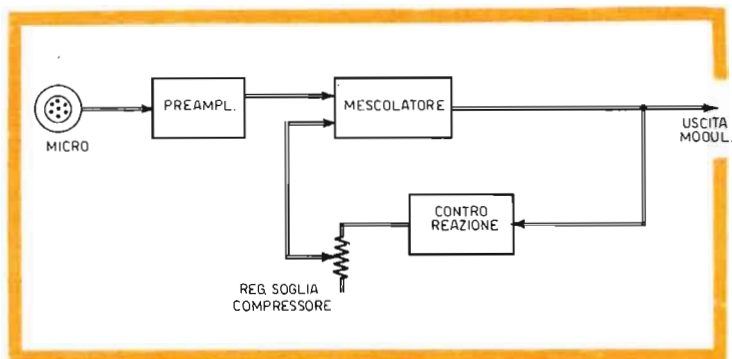 MICRO
PREAMPL.
MESCOLATORE
USCITA
MODUL.
CONTRO
REAZIONE
REG. SOGLIA
COMPRESSORE